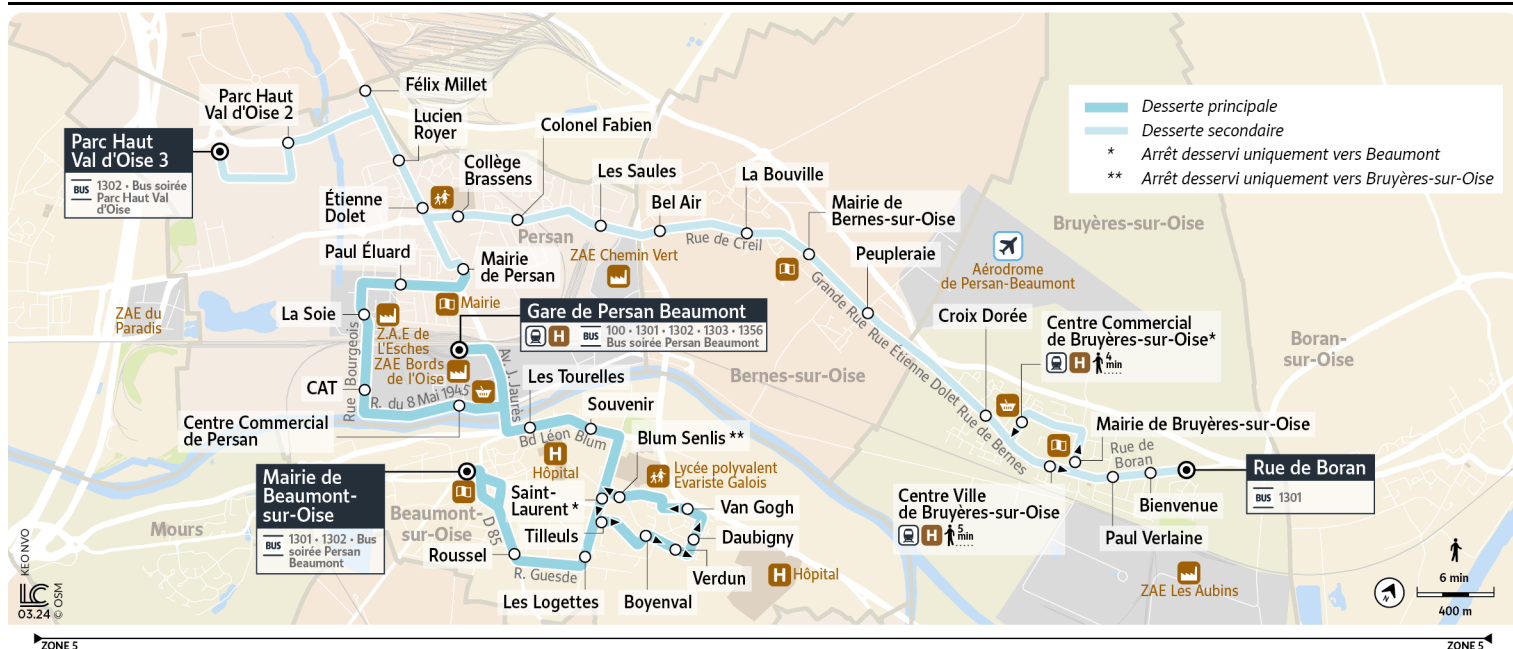 Félix Millet
Parc Haut
Val d'Oise 2
Lucien
Royer
Colonel Fabien
Parc Haut
Val d'Oise 3
BUS
1302 • Bus soirée
Parc Haut Val
d'Oise
Collège
Brassens
Les Saules
La Bouville
Étienne
Dolet
Bel Air
Mairie de
Bernes-sur-Oise
Persan
Rue de Creil
Desserte principale
Desserte secondaire
* Arrêt desservi uniquement vers Beaumont
** Arrêt desservi uniquement vers Bruyères-sur-Oise
Bruyères-sur-Oise
Paul Éluard
Mairie
de Persan
ZAE Chemin Vert
Peupleraie
Aérodrome
de Persan-Beaumont
ZAE du
Paradis
La Soie
Mairie
Z.A.E de
L'Esches
ZAE Bords
de l'Oise
Gare de Persan Beaumont
H
BUS
100 • 1301 • 1302 • 1303 • 1356
Bus soirée Persan Beaumont
Grande Rue
Rue Étienne Dolet
Rue de Bernes
Croix Dorée
Centre Commercial
de Bruyères-sur-Oise*
H
4
min
Boran-
sur-Oise
Rue Bourgeois
CAT
R. du 8 Mai 1945
Av. J. Jaurès
Les Tourelles
Bernes-sur-Oise
Souvenir
Centre Commercial
de Persan
Bd Léon Blum
Blum Senlis **
Mairie de Bruyères-sur-Oise
Rue de
Boran
H
Hôpital
Lycée polyvalent
Evariste Galois
Mairie de
Beaumont-
sur-Oise
BUS
1301 • 1302 • Bus
soirée Persan
Beaumont
Rue de Boran
BUS
1301
Saint-
Laurent *
Van Gogh
Centre Ville
de Bruyères-sur-Oise
H
5
min
Bienvenue
Mours
Beaumont-
sur-Oise
D 85
Tilleuls
Daubigny
Paul Verlaine
Roussel
R. Guesde
Verdun
H
Hôpital
Les Logettes
Boyenval
ZAE Les Aubins
KEO NVO
LC
03.24
© OSM
N
6 min
400 m
ZONE 5
ZONE 5